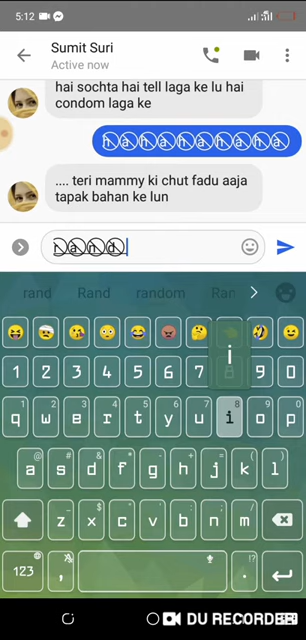 5:12
Sumit Suri
Active now
hai sochta hai tell laga ke lu hai
condom laga ke
hahahahahaha
.... teri mammy ki chut fadu aaja
tapak bahan ke lun
rand Rand random Ran
i
1 2 3 4 5 6 7 8 9 0
q w e r t y u i o p
a s d f g h j k l
z x c v b n m
123 , . !?
DU RECORDER